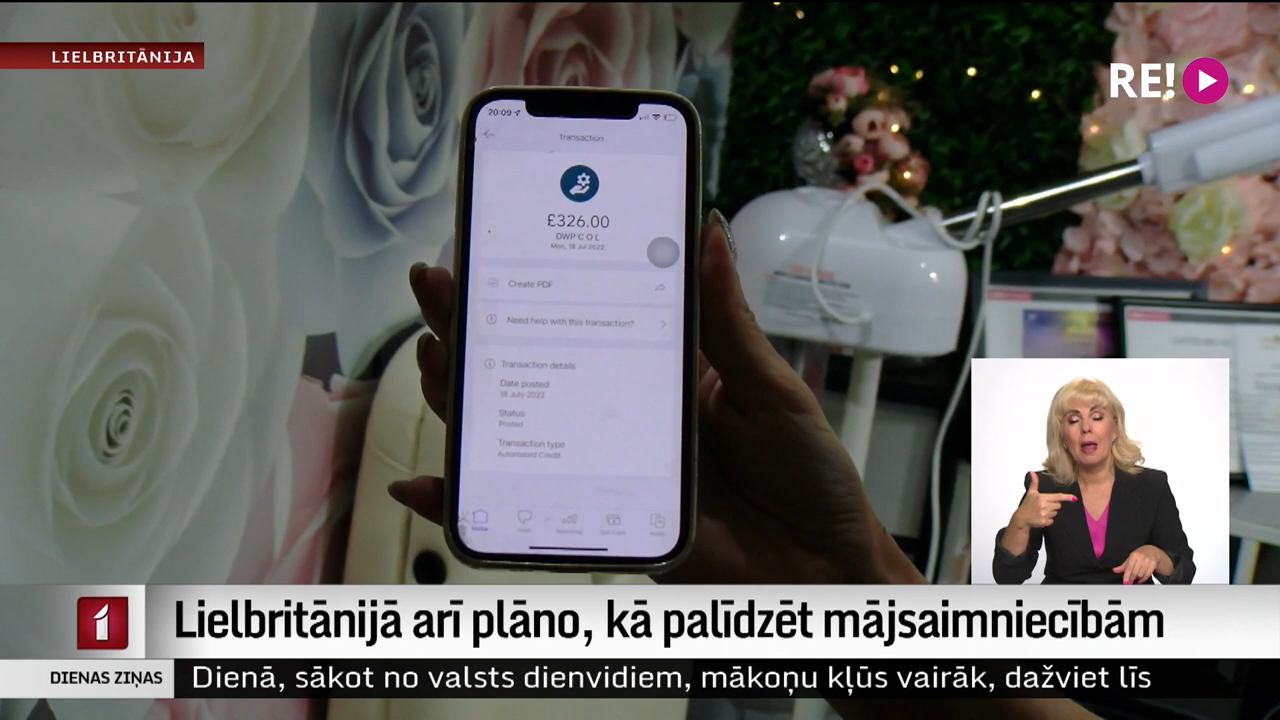 LIELBRITĀNIJA
RE!
20:09
Transaction
£326.00
DWP C O L
Mon, 18 Jul 2022
Create PDF
Need help with this transaction?
Transaction details
Date posted
18 July 2022
Status
Posted
Transaction type
Automated Credit
Home
1
Lielbritānijā arī plāno, kā palīdzēt mājsaimniecībām
DIENAS ZIŅAS
Dienā, sākot no valsts dienvidiem, mākoņu kļūs vairāk, dažviet līs